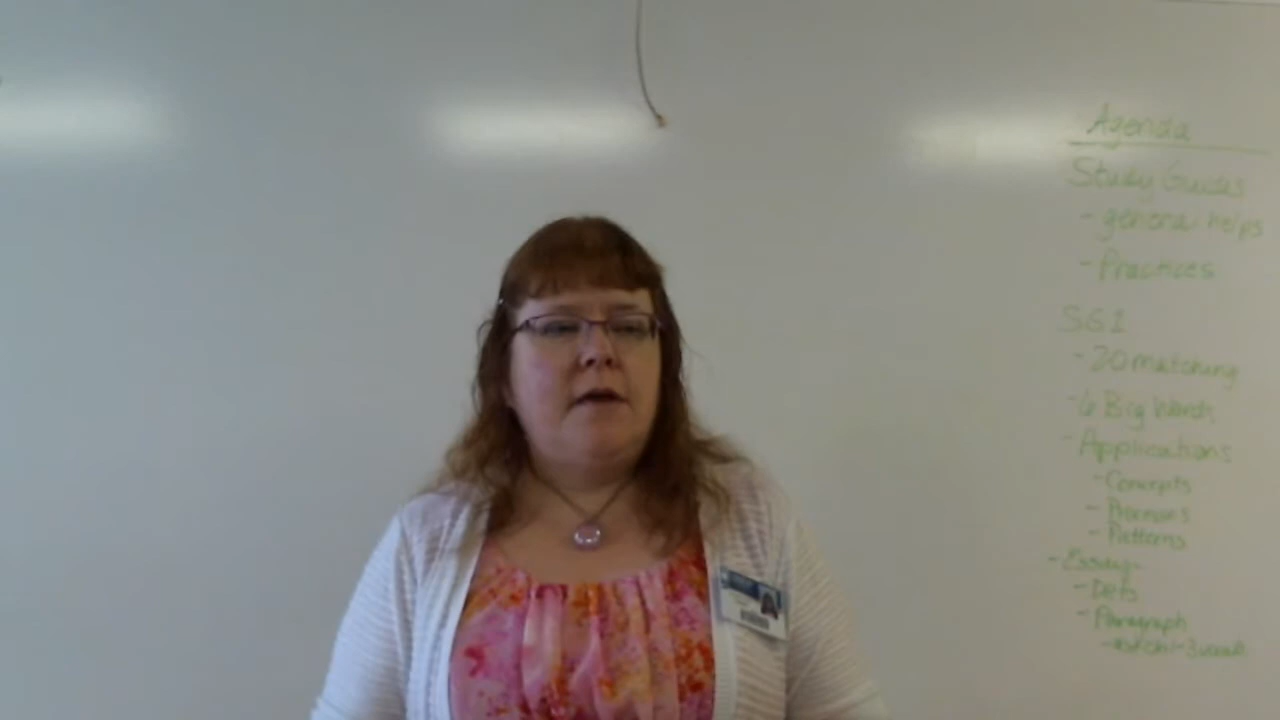 Agenda
Study Guides
- general helps
- Practices
SG1
- 20 matching
- 6 Big Words
- Applications
- Concepts
- Patterns
- Essay
- Defs
- Paragraph